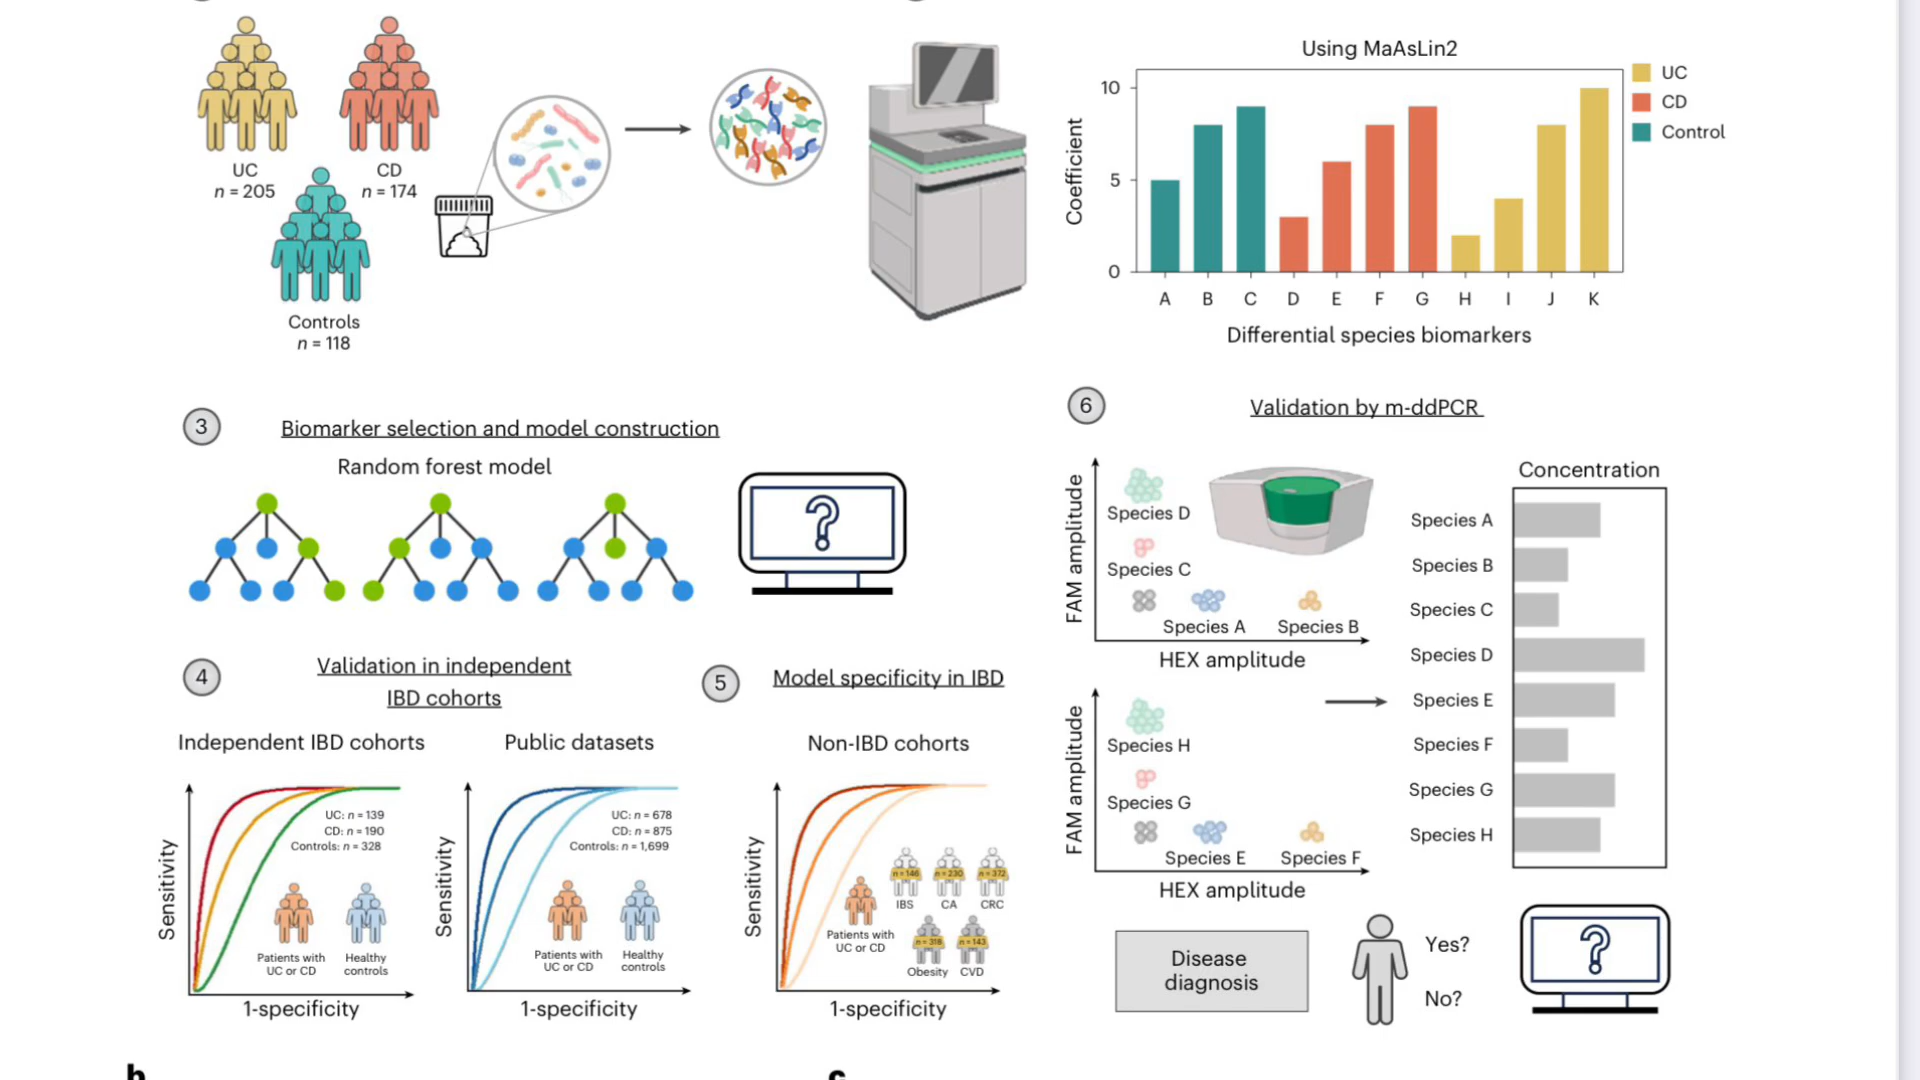 UC
n = 205
CD
n = 174
Controls
n = 118
Using MaAsLin2
UC
CD
Control
Coefficient
10
5
0
A B C D E F G H I J K
Differential species biomarkers
3
Biomarker selection and model construction
Random forest model
?
4
Validation in independent
IBD cohorts
Independent IBD cohorts
Sensitivity
UC: n = 139
CD: n = 190
Controls: n = 328
Patients with
UC or CD
Healthy
controls
1-specificity
Public datasets
Sensitivity
UC: n = 678
CD: n = 875
Controls: n = 1,699
Patients with
UC or CD
Healthy
controls
1-specificity
5
Model specificity in IBD
Non-IBD cohorts
Sensitivity
n = 146
n = 230
n = 372
IBS
CA
CRC
Patients with
UC or CD
n = 318
n = 143
Obesity
CVD
1-specificity
6
Validation by m-ddPCR
FAM amplitude
Species D
Species C
Species A
Species B
HEX amplitude
FAM amplitude
Species H
Species G
Species E
Species F
HEX amplitude
Concentration
Species A
Species B
Species C
Species D
Species E
Species F
Species G
Species H
Disease
diagnosis
Yes?
No?
?